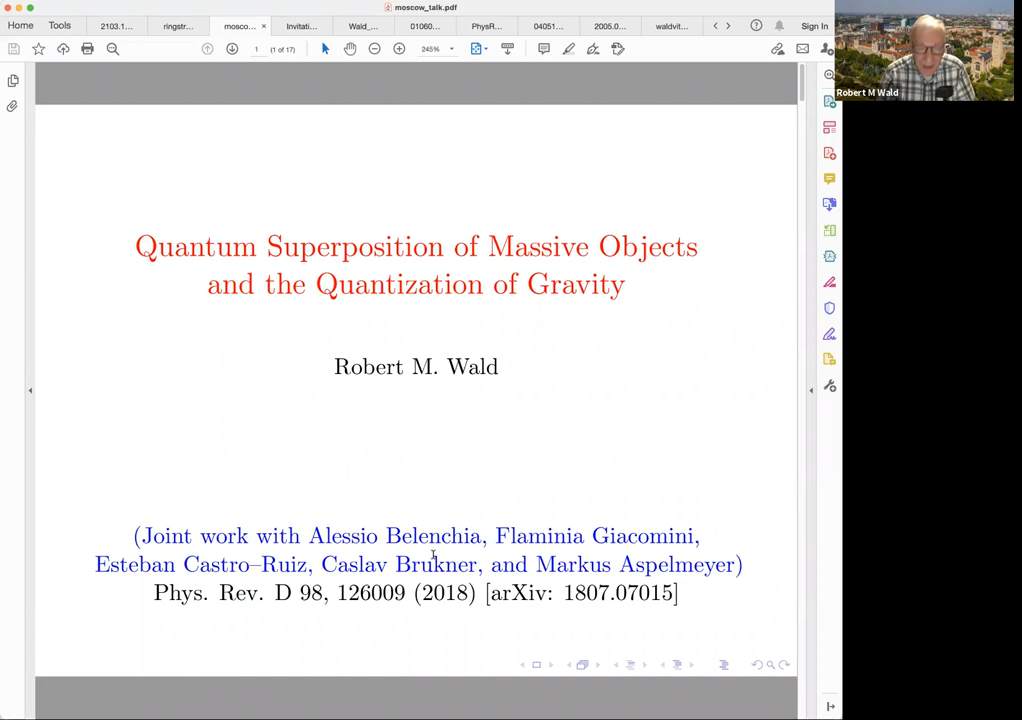 moscow_talk.pdf
Home
Tools
2103.1...
ringstr...
moscow... ×
Invitati...
Wald_...
01060...
PhysR...
04051...
2005.0...
waldvit...
Sign In
1 (1 of 17)
245%
Robert M Wald
Quantum Superposition of Massive Objects
and the Quantization of Gravity
Robert M. Wald
(Joint work with Alessio Belenchia, Flaminia Giacomini,
Esteban Castro–Ruiz, Caslav Brukner, and Markus Aspelmeyer)
Phys. Rev. D 98, 126009 (2018) [arXiv: 1807.07015]